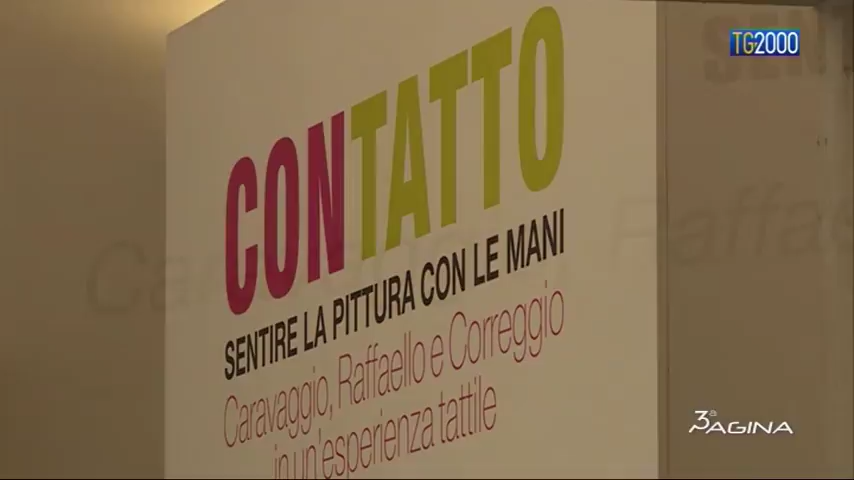 TG2000
CONTATTO
SENTIRE LA PITTURA CON LE MANI
Caravaggio, Raffaello e Correggio
in un'esperienza tattile
3a PAGINA